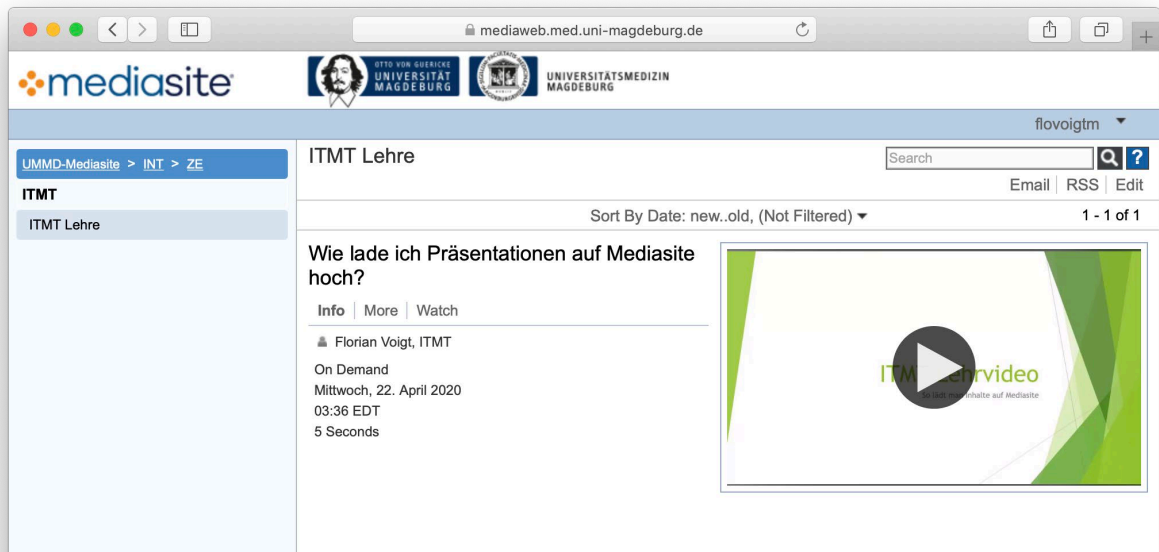 mediaweb.med.uni-magdeburg.de
mediasite
OTTO VON GUERICKE
UNIVERSITÄT
MAGDEBURG
UNIVERSITÄTSMEDIZIN
MAGDEBURG
flovoigtm
UMMD-Mediasite > INT > ZE
ITMT
ITMT Lehre
ITMT Lehre
Search
?
Email | RSS | Edit
Sort By Date: new..old, (Not Filtered)
1 - 1 of 1
Wie lade ich Präsentationen auf Mediasite
hoch?
Info | More | Watch
Florian Voigt, ITMT
On Demand
Mittwoch, 22. April 2020
03:36 EDT
5 Seconds
Inhalte auf Mediasite